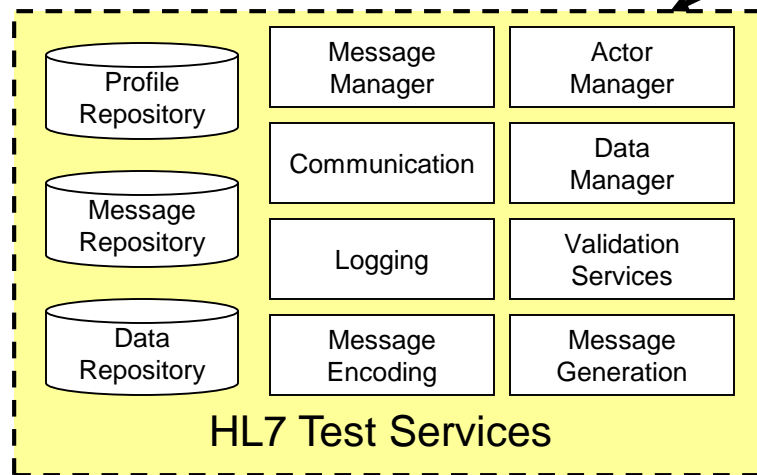 Profile
Repository
Message
Repository
Data
Repository
Message
Manager
Actor
Manager
Communication
Data
Manager
Logging
Validation
Services
Message
Encoding
Message
Generation
HL7 Test Services